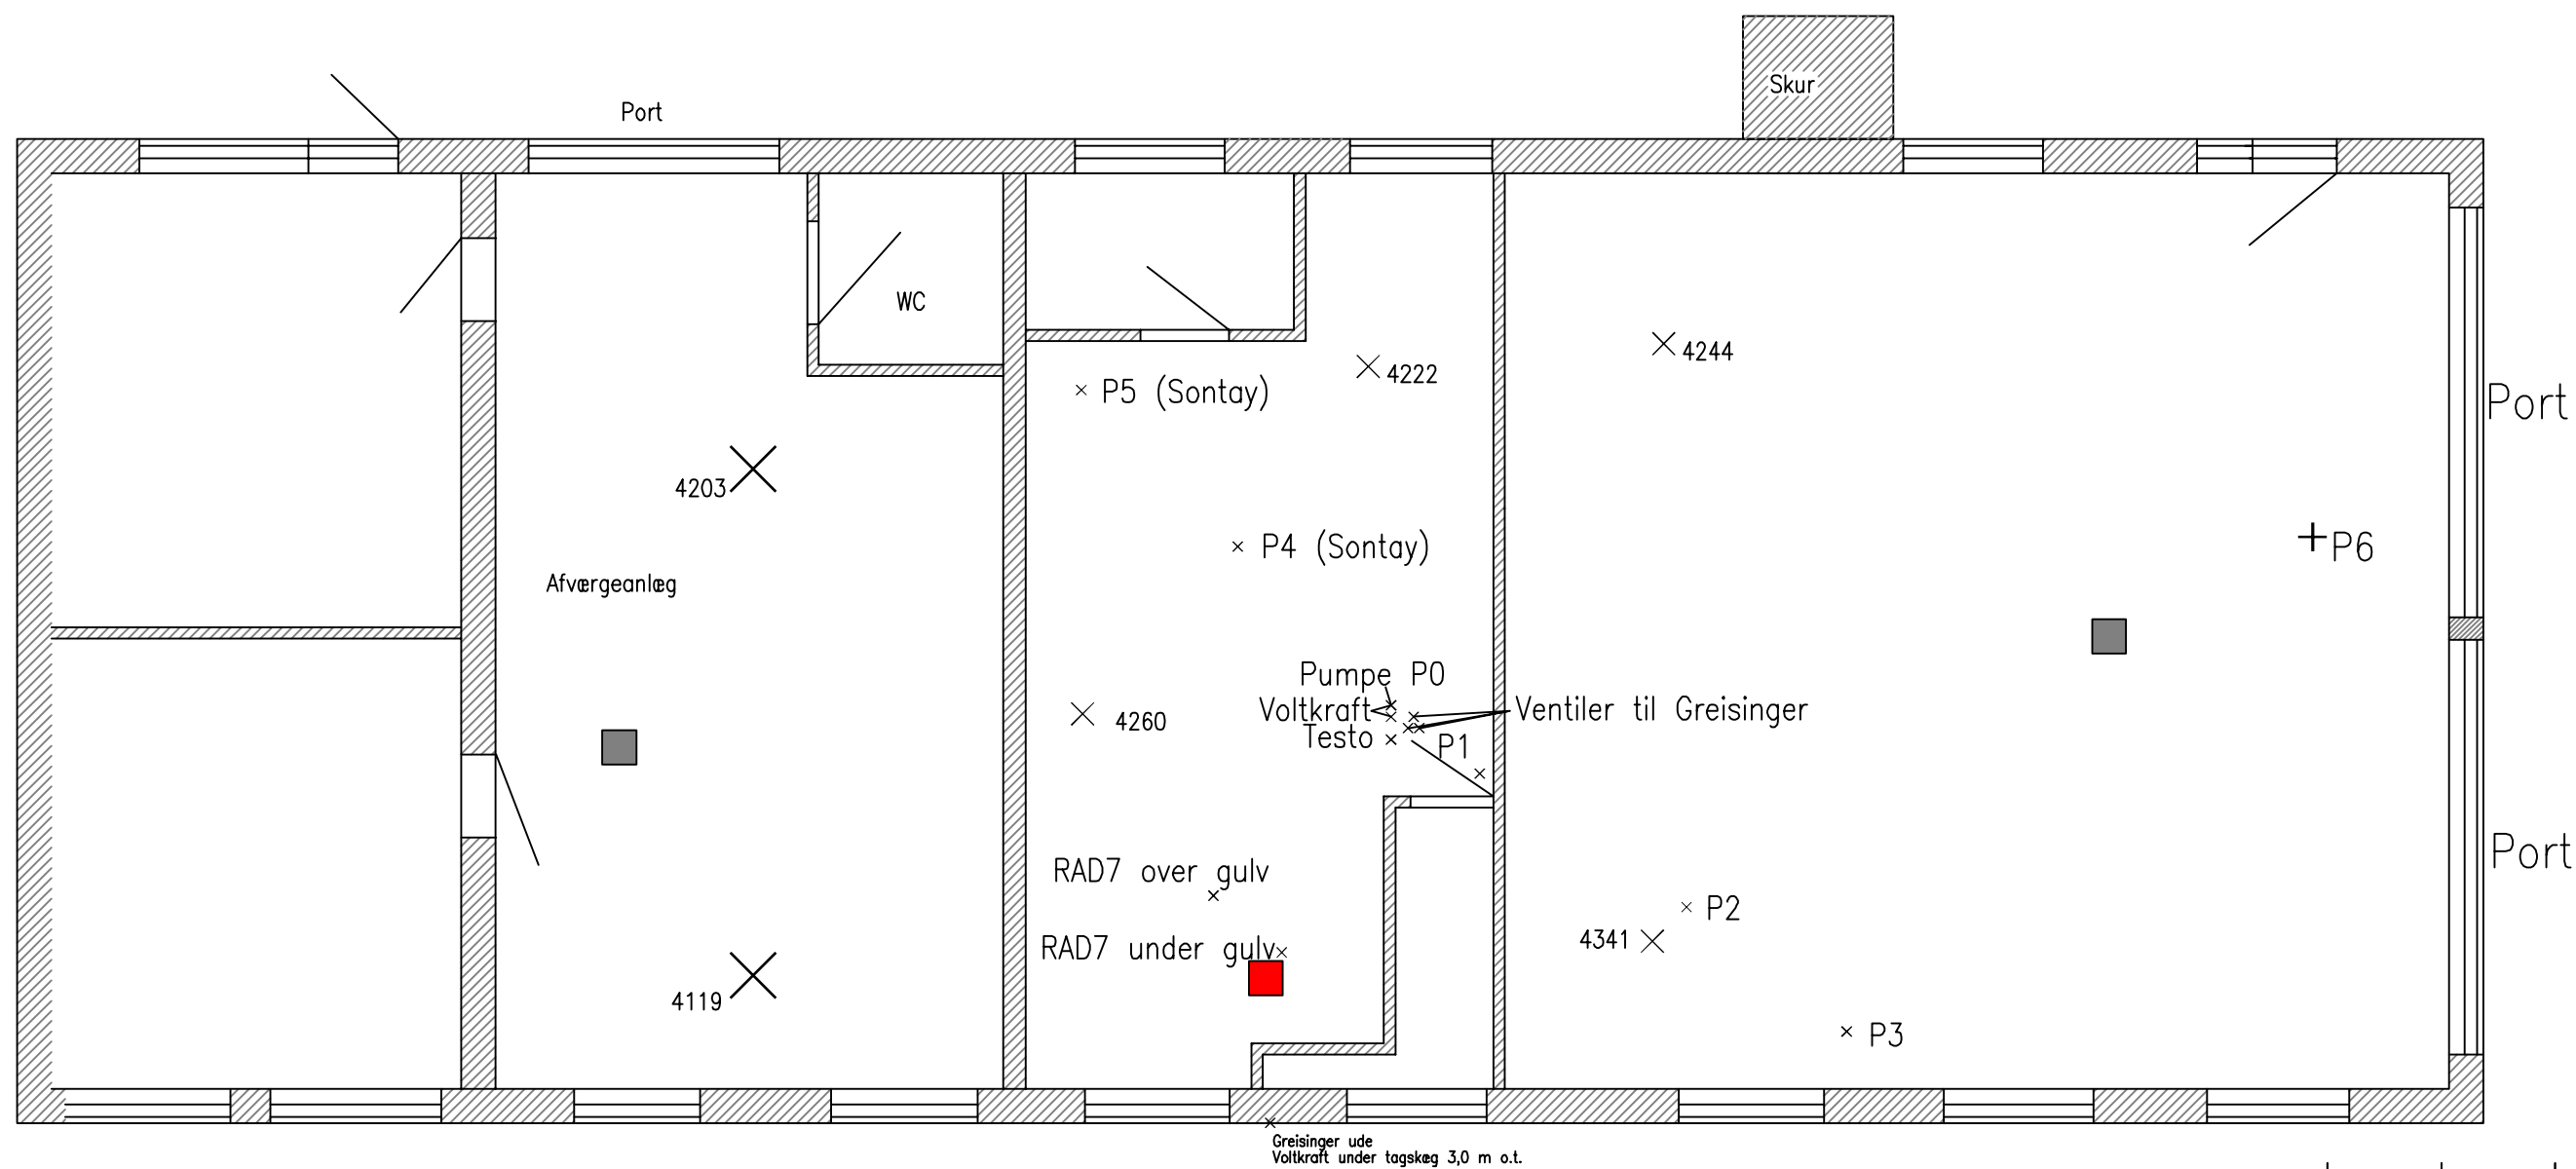 Skur
Port
WC
4244
4222
P5 (Sontay)
Port
4203
P4 (Sontay)
P6
Afværgeanlæg
Pumpe P0
Voltkraft
Ventiler til Greisinger
4260
Testo
P1
Port
RAD7 over gulv
P2
4341
RAD7 under gulv
4119
P3
Greisinger ude
Voltkraft under tagskæg 3,0 m o.t.